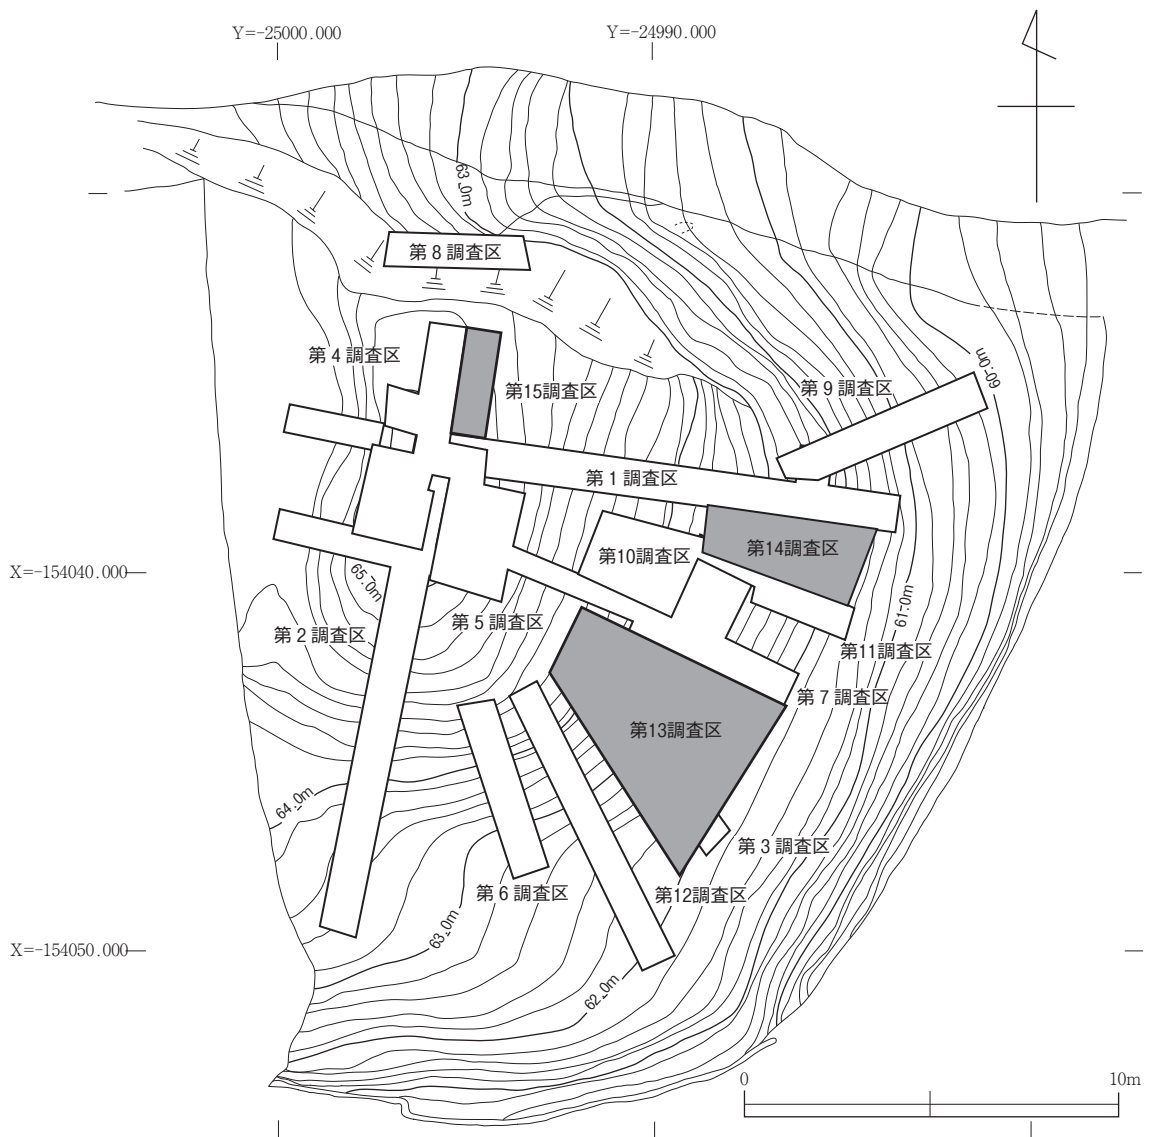 Y=-25000.000
Y=-24990.000
63.0m
第8調査区
第4調査区
第15調査区
第9調査区
60.0m
第1調査区
第10調査区
第14調査区
X=-154040.000
65.0m
第2調査区
第5調査区
61.0m
第11調査区
第7調査区
第13調査区
64.0m
第3調査区
第6調査区
第12調査区
63.0m
X=-154050.000
62.0m
0
10m